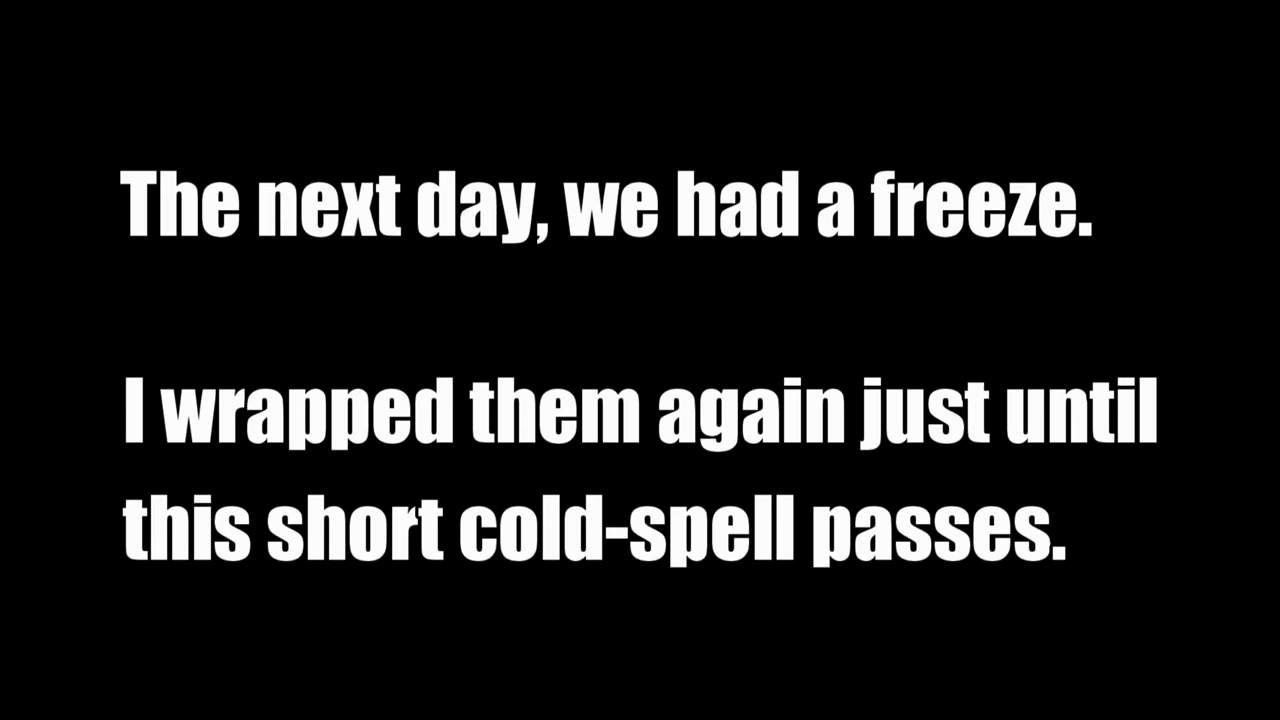 The next day, we had a freeze.
I wrapped them again just until
this short cold-spell passes.